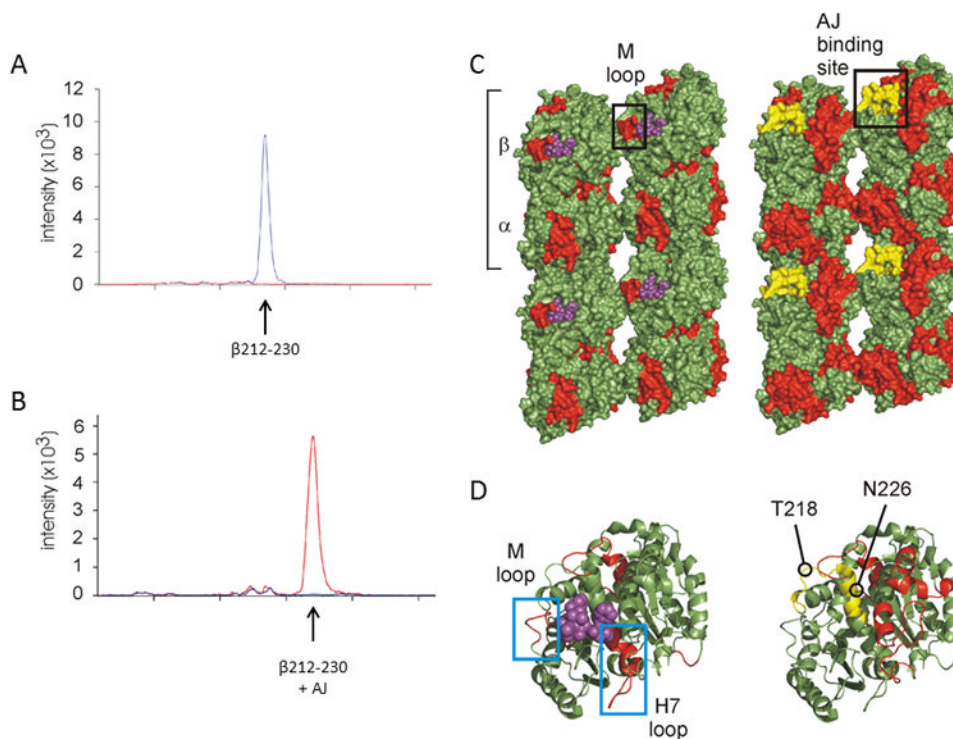 A
intensity (x10³)
12
10
8
6
4
2
0
β212-230
B
intensity (x10³)
6
5
4
3
2
1
0
β212-230
+ AJ
C
M
loop
AJ
binding
site
β
α
D
M
loop
H7
loop
T218
N226